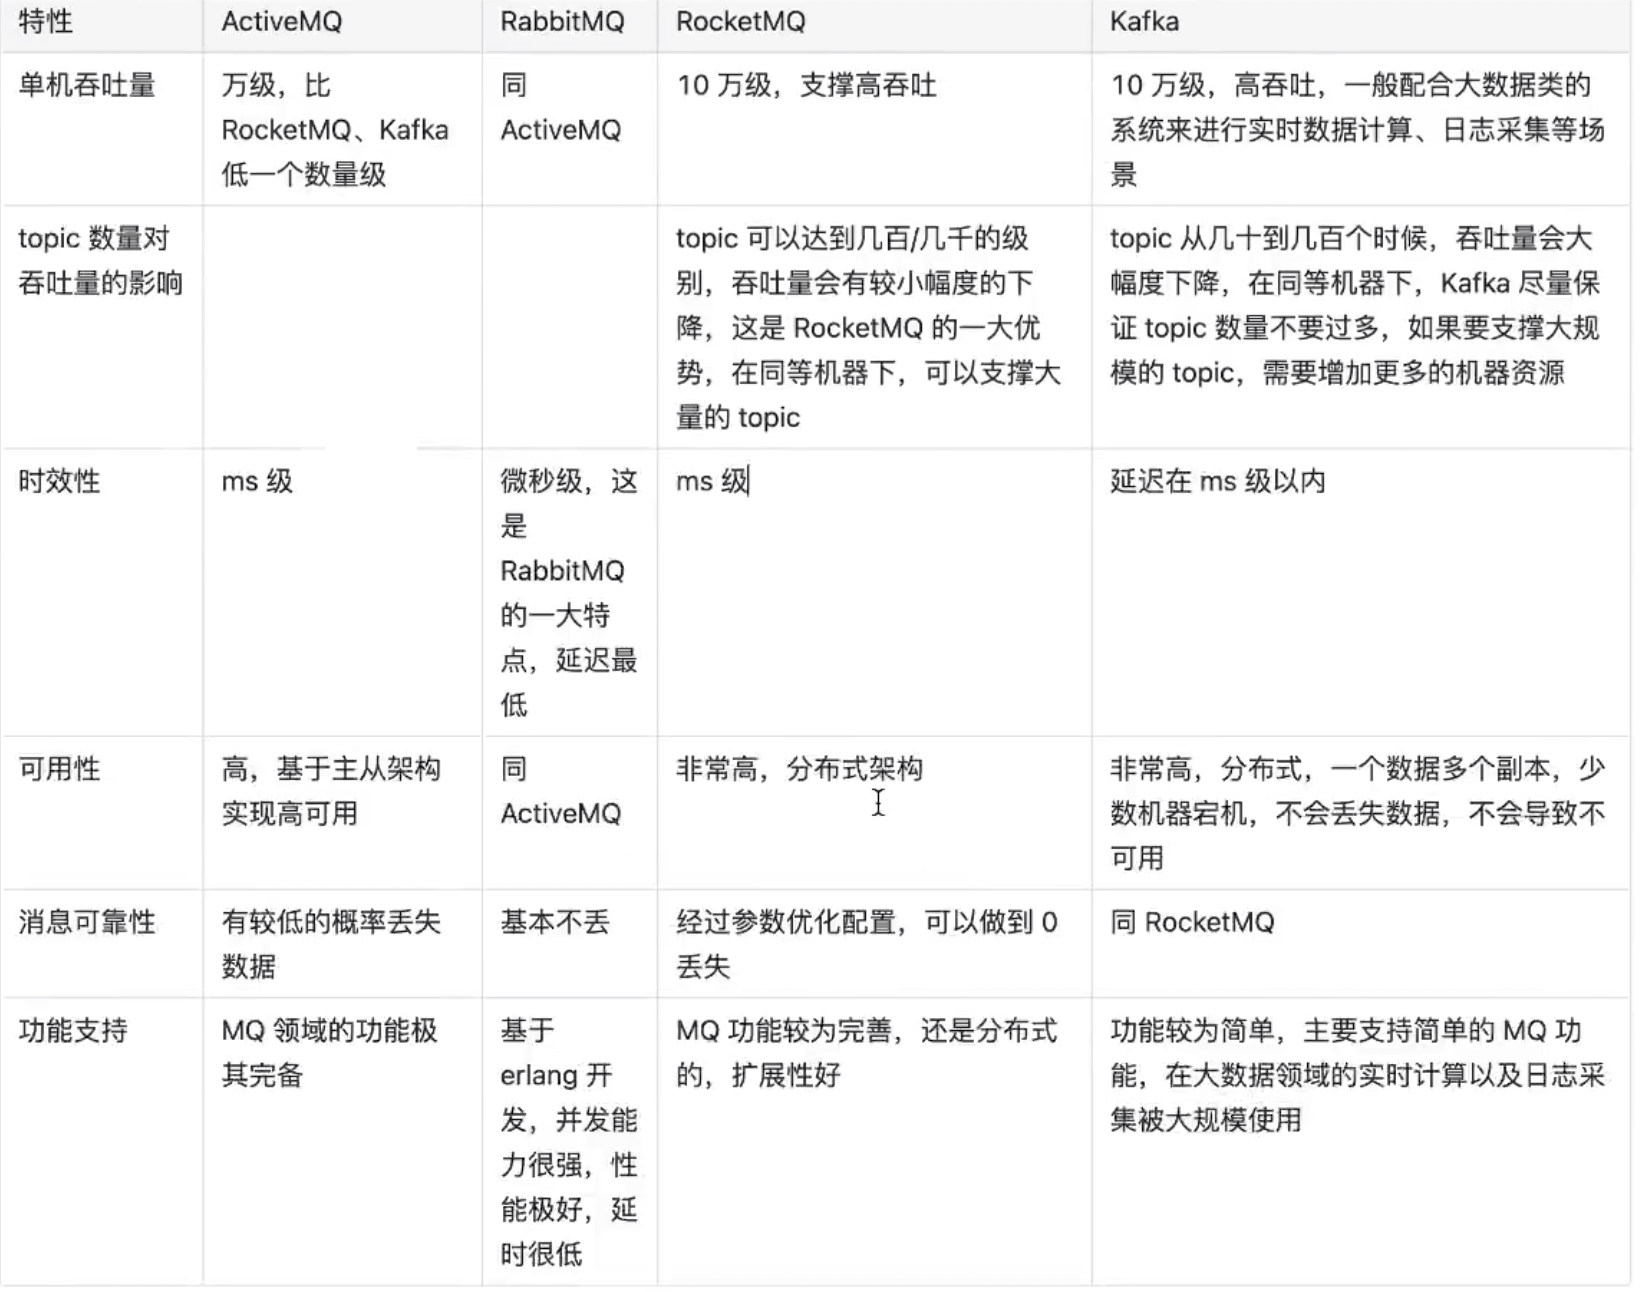 特性
ActiveMQ
RabbitMQ
RocketMQ
Kafka
单机吞吐量
万级，比
RocketMQ、Kafka
低一个数量级
同
ActiveMQ
10 万级，支撑高吞吐
10 万级，高吞吐，一般配合大数据类的
系统来进行实时数据计算、日志采集等场
景
topic 数量对
吞吐量的影响
topic 可以达到几百/几千的级
别，吞吐量会有较小幅度的下
降，这是 RocketMQ 的一大优
势，在同等机器下，可以支撑大
量的 topic
topic 从几十到几百个时候，吞吐量会大
幅度下降，在同等机器下，Kafka 尽量保
证 topic 数量不要过多，如果要支撑大规
模的 topic，需要增加更多的机器资源
时效性
ms 级
微秒级，这
是
RabbitMQ
的一大特
点，延迟最
低
ms 级
延迟在 ms 级以内
可用性
高，基于主从架构
实现高可用
同
ActiveMQ
非常高，分布式架构
非常高，分布式，一个数据多个副本，少
数机器宕机，不会丢失数据，不会导致不
可用
消息可靠性
有较低的概率丢失
数据
基本不丢
经过参数优化配置，可以做到 0
丢失
同 RocketMQ
功能支持
MQ 领域的功能极
其完备
基于
erlang 开
发，并发能
力很强，性
能极好，延
时很低
MQ 功能较为完善，还是分布式
的，扩展性好
功能较为简单，主要支持简单的 MQ 功
能，在大数据领域的实时计算以及日志采
集被大规模使用